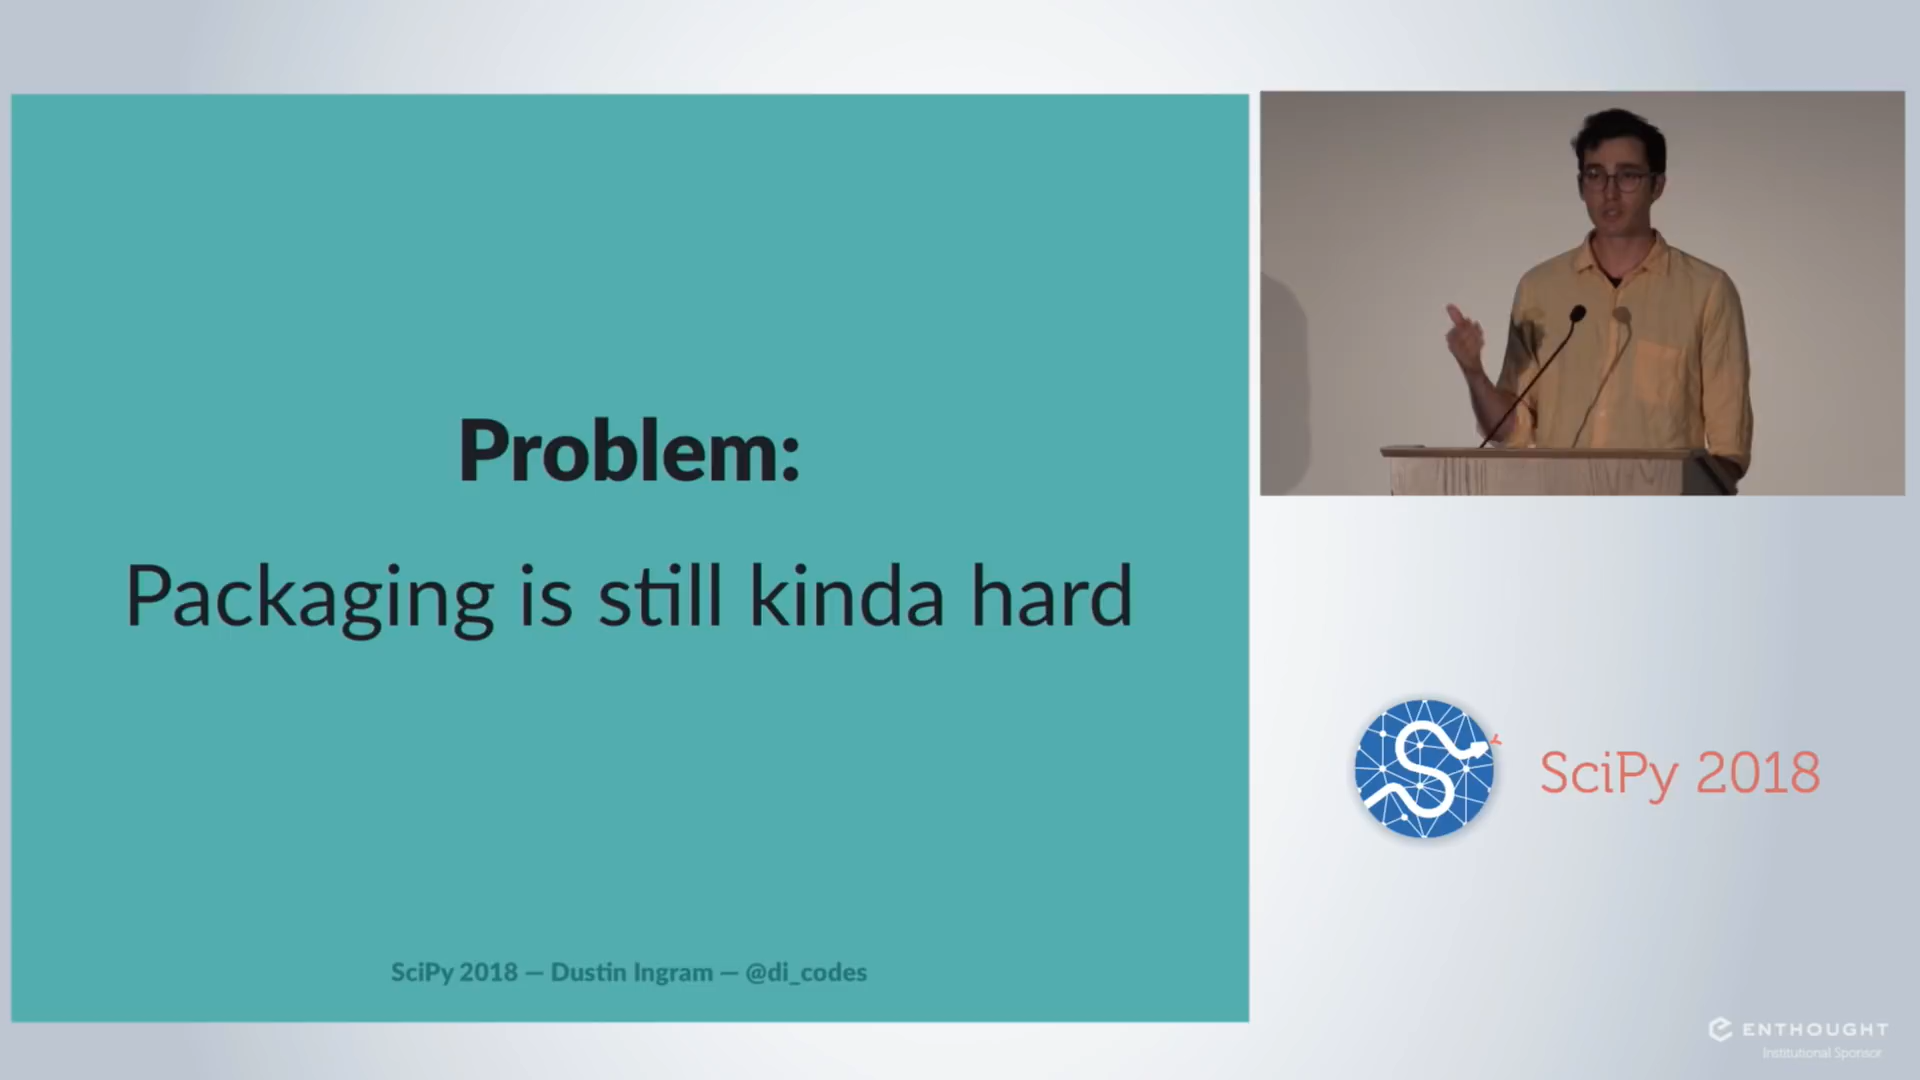 Problem:
Packaging is still kinda hard
SciPy 2018 — Dustin Ingram — @di_codes
SciPy 2018
ENTHOUGHT
Institutional Sponsor